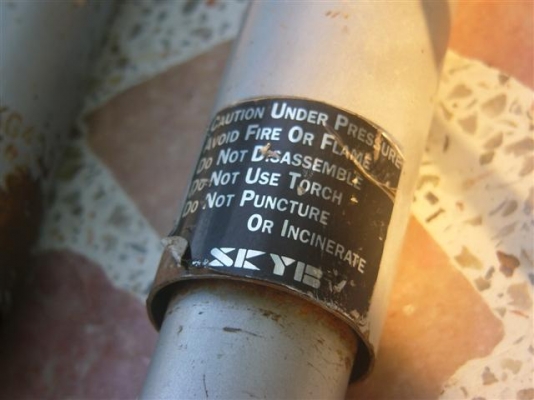 CAUTION UNDER PRESSURE
AVOID FIRE OR FLAME
DO NOT DISASSEMBLE
DO NOT USE TORCH
DO NOT PUNCTURE
OR INCINERATE